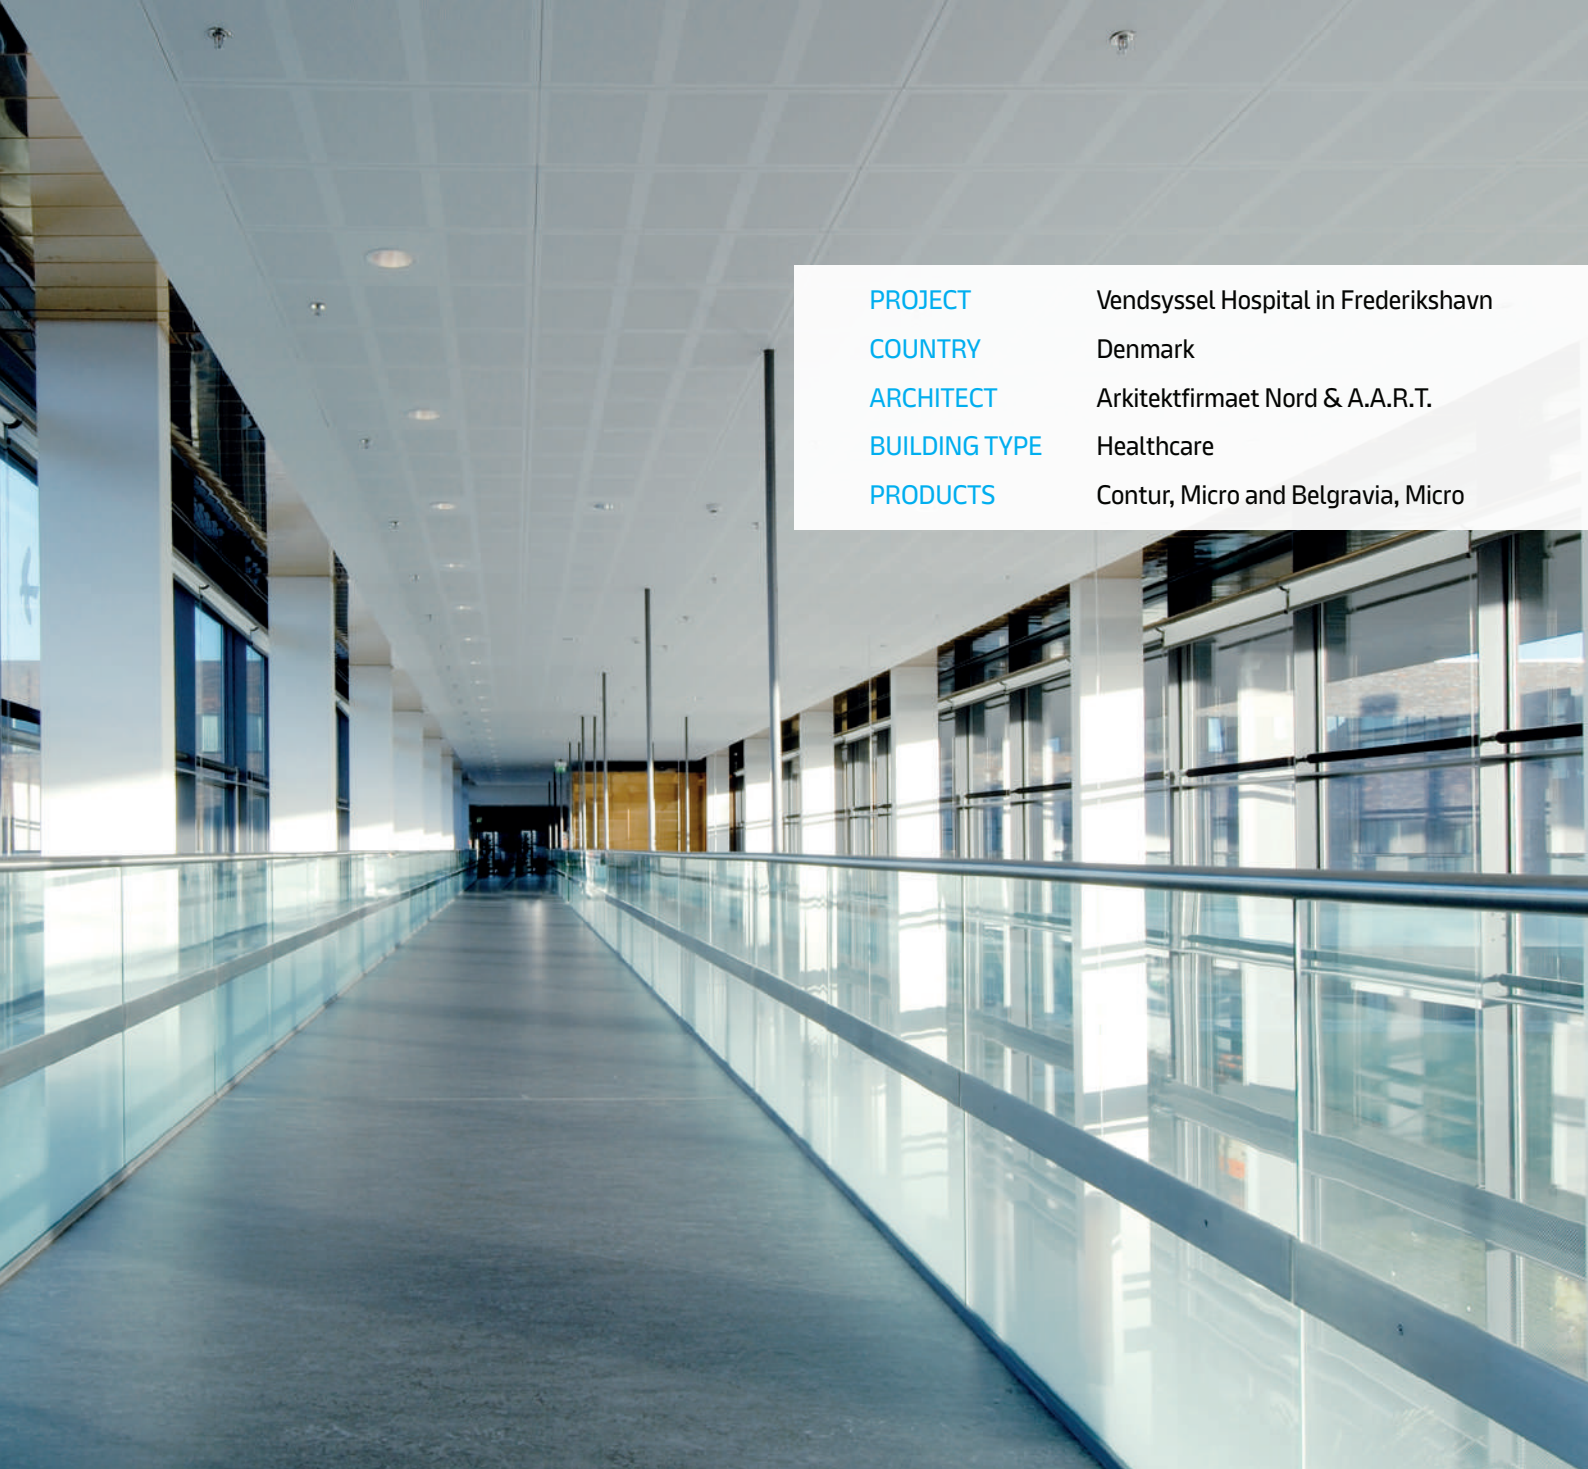 PROJECT Vendsyssel Hospital in Frederikshavn
COUNTRY Denmark
ARCHITECT Arkitektfirmaet Nord & A.A.R.T.
BUILDING TYPE Healthcare
PRODUCTS Contur, Micro and Belgravia, Micro